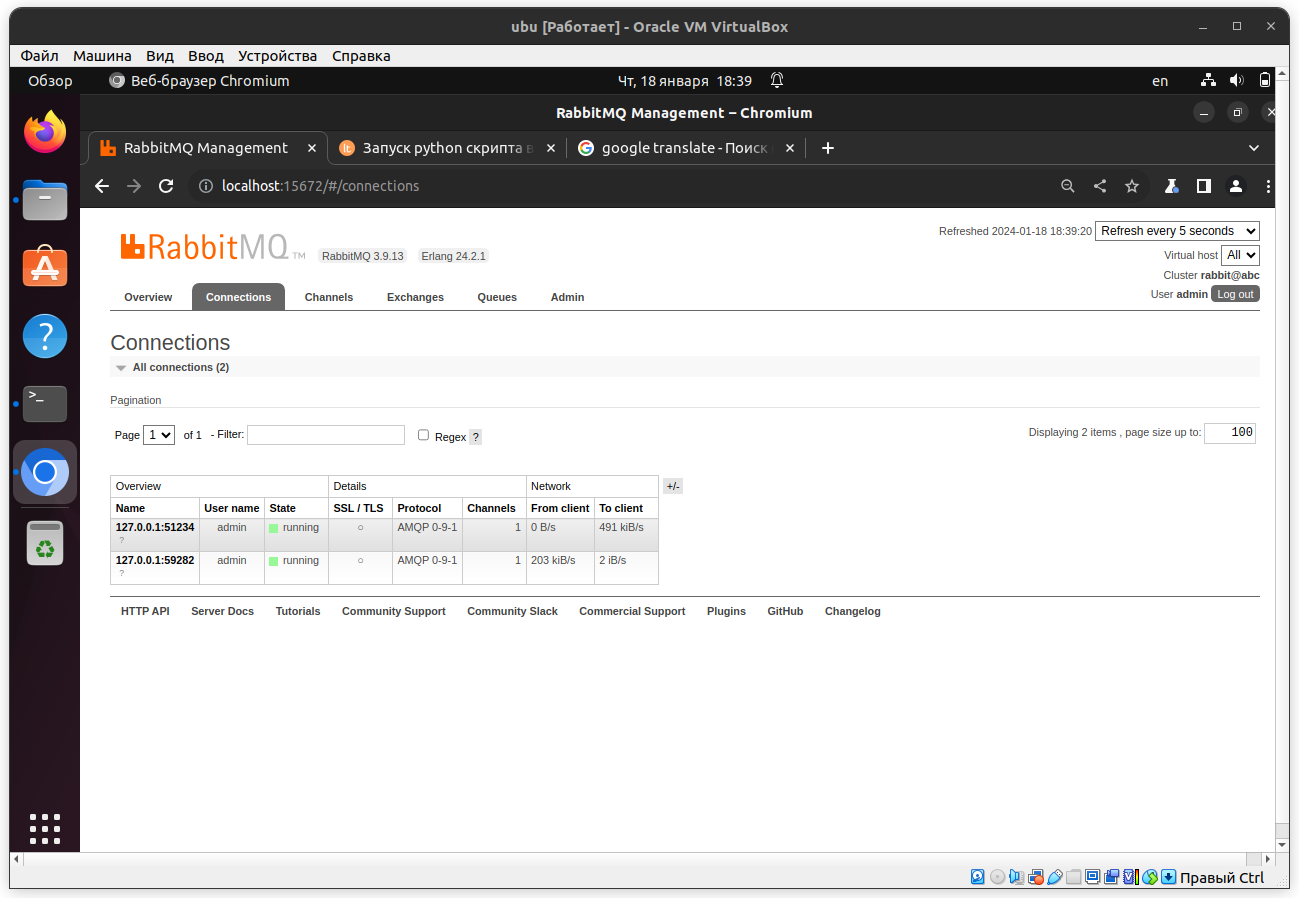 ubu [Работает] - Oracle VM VirtualBox
Файл Машина Вид Ввод Устройства Справка
Обзор Веб-браузер Chromium Чт, 18 января 18:39 en
RabbitMQ Management – Chromium
RabbitMQ Management Запуск python скрипта в google translate - Поиск
localhost:15672/#/connections
RabbitMQ TM RabbitMQ 3.9.13 Erlang 24.2.1
Refreshed 2024-01-18 18:39:20 Refresh every 5 seconds
Virtual host All
Cluster rabbit@abc
User admin Log out
Overview Connections Channels Exchanges Queues Admin
Connections
All connections (2)
Pagination
Page 1 of 1 - Filter: Regex ? Displaying 2 items , page size up to: 100
Overview Details Network +/-
Name User name State SSL / TLS Protocol Channels From client To client
127.0.0.1:51234 admin running ○ AMQP 0-9-1 1 0 B/s 491 kiB/s
?
127.0.0.1:59282 admin running ○ AMQP 0-9-1 1 203 kiB/s 2 iB/s
?
HTTP API Server Docs Tutorials Community Support Community Slack Commercial Support Plugins GitHub Changelog
Правый Ctrl